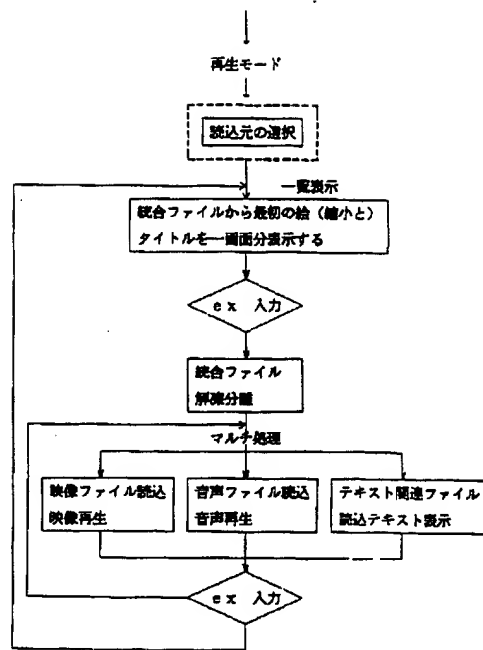 再生モード
読込元の選択
一覧表示
統合ファイルから最初の絵（縮小と）
タイトルを一画面分表示する
ex 入力
統合ファイル
解凍分離
マルチ処理
映像ファイル読込
映像再生
音声ファイル読込
音声再生
テキスト関連ファイル
読込テキスト表示
ex 入力